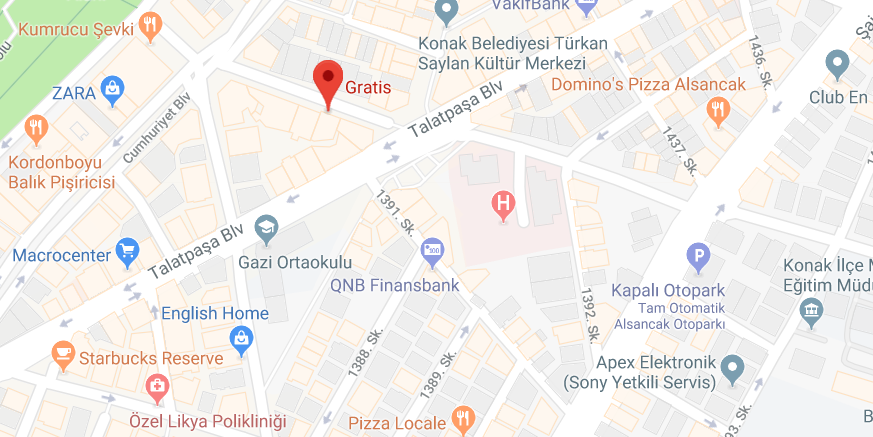 VakıfBank
Kumrucu Şevki
Konak Belediyesi Türkan
Saylan Kültür Merkezi
1436. Sk.
ZARA
Gratis
Domino's Pizza Alsancak
Club En
Talatpaşa Blv
Cumhuriyet Blv
Kordonboyu
Balık Pişiricisi
1437. Sk.
H
1391. Sk.
Talatpaşa Blv
Macrocenter
Gazi Ortaokulu
P
QNB Finansbank
Kapalı Otopark
Tam Otomatik
Alsancak Otoparkı
Konak İlçe M
Eğitim Müdü
1392. Sk.
English Home
Starbucks Reserve
1388. Sk.
1389. Sk.
Apex Elektronik
(Sony Yetkili Servis)
Özel Likya Polikliniği
Pizza Locale
93. Sk.
B